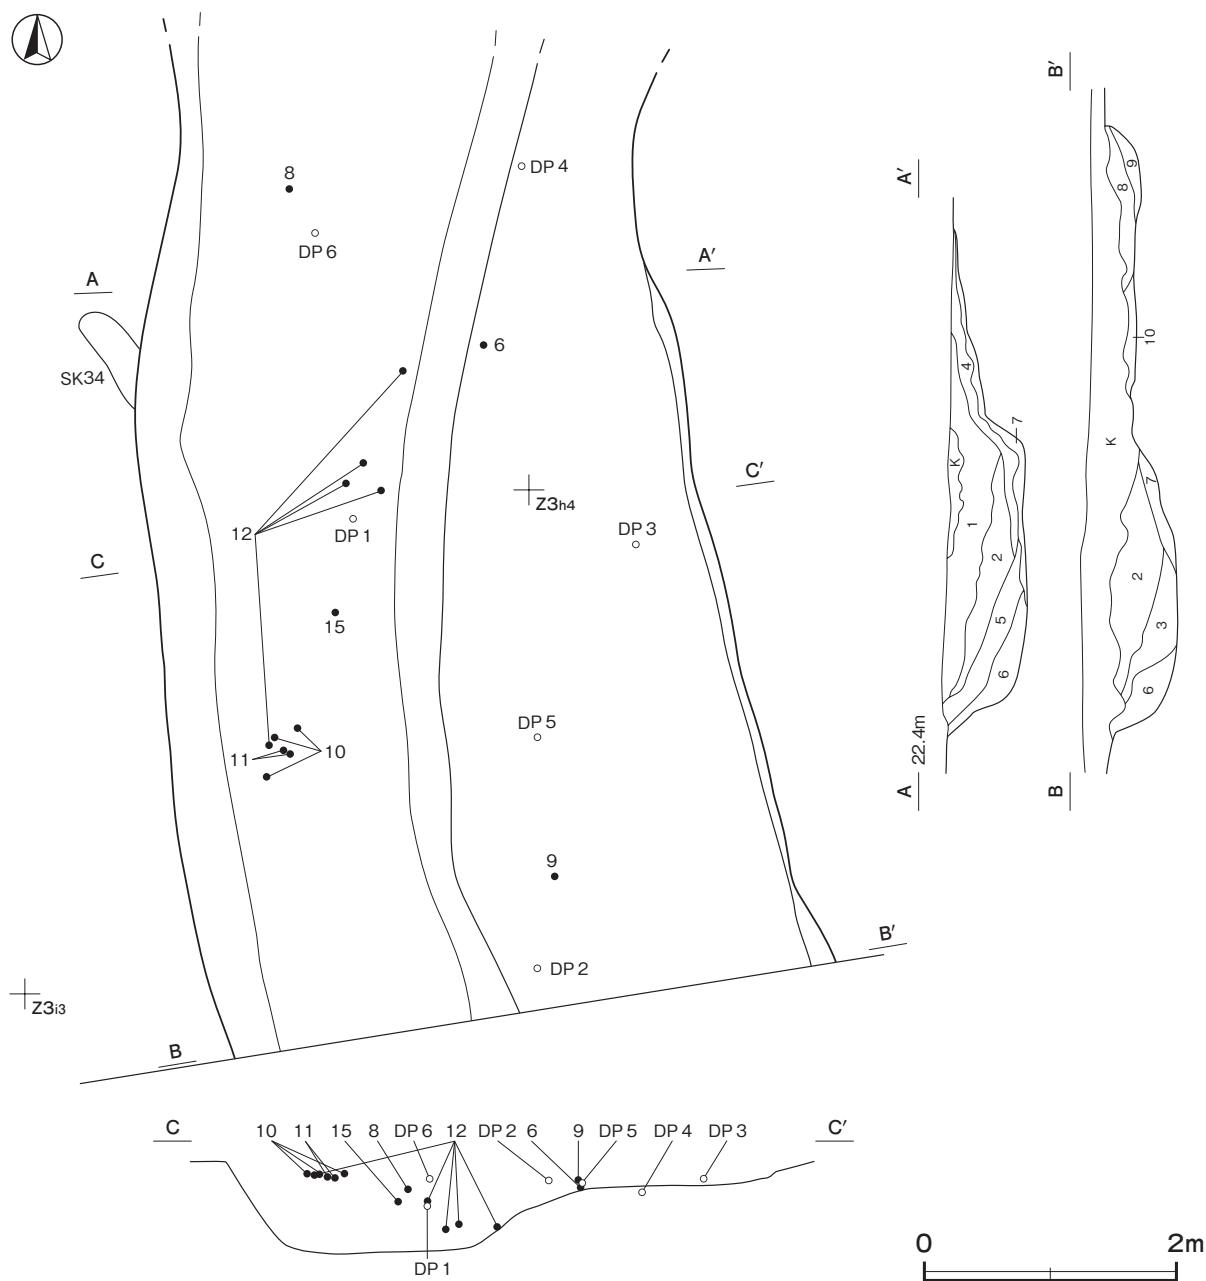 8
DP 4
DP 6
A
A′
6
SK34
Z3h4
12
DP 1
DP 3
C
C′
15
DP 5
10
11
9
DP 2
B′
Z3i3
B
A′
4
7
K
1
2
5
6
22.4m
A
B′
9
8
10
K
7
2
3
6
B
C
10 11 15 8 DP 6 12 DP 2 6 9 DP 5 DP 4 DP 3
C′
DP 1
0 2m